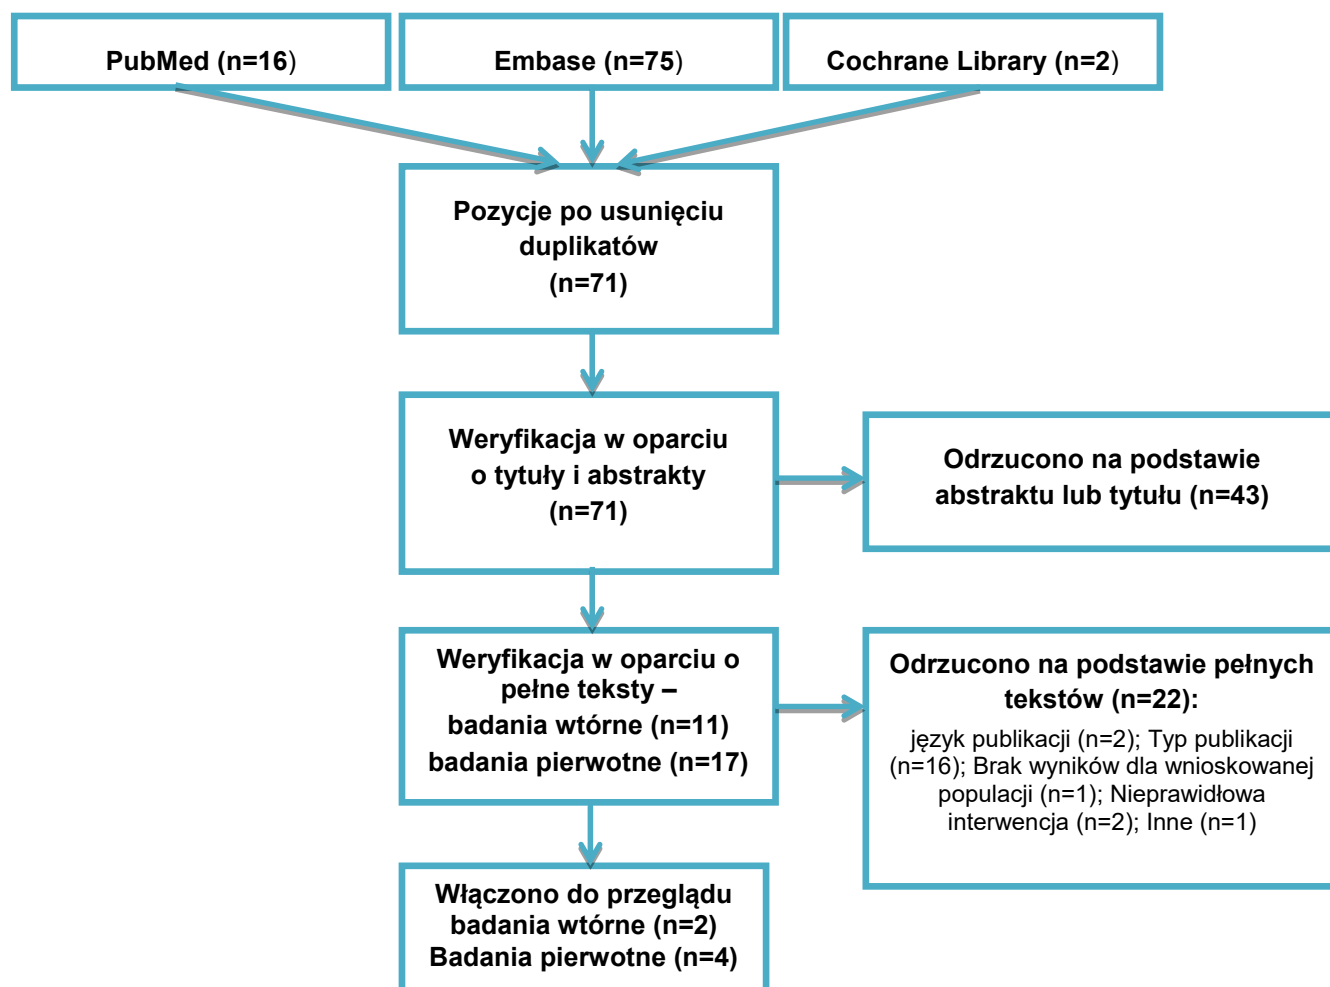 PubMed (n=16)
Embase (n=75)
Cochrane Library (n=2)
Pozycje po usunięciu
duplikatów
(n=71)
Weryfikacja w oparciu
o tytuły i abstrakty
(n=71)
Odrzucono na podstawie
abstraktu lub tytułu (n=43)
Weryfikacja w oparciu o
pełne teksty –
badania wtórne (n=11)
badania pierwotne (n=17)
Odrzucono na podstawie pełnych
tekstów (n=22):
język publikacji (n=2); Typ publikacji
(n=16); Brak wyników dla wnioskowanej
populacji (n=1); Nieprawidłowa
interwencja (n=2); Inne (n=1)
Włączono do przeglądu
badania wtórne (n=2)
Badania pierwotne (n=4)